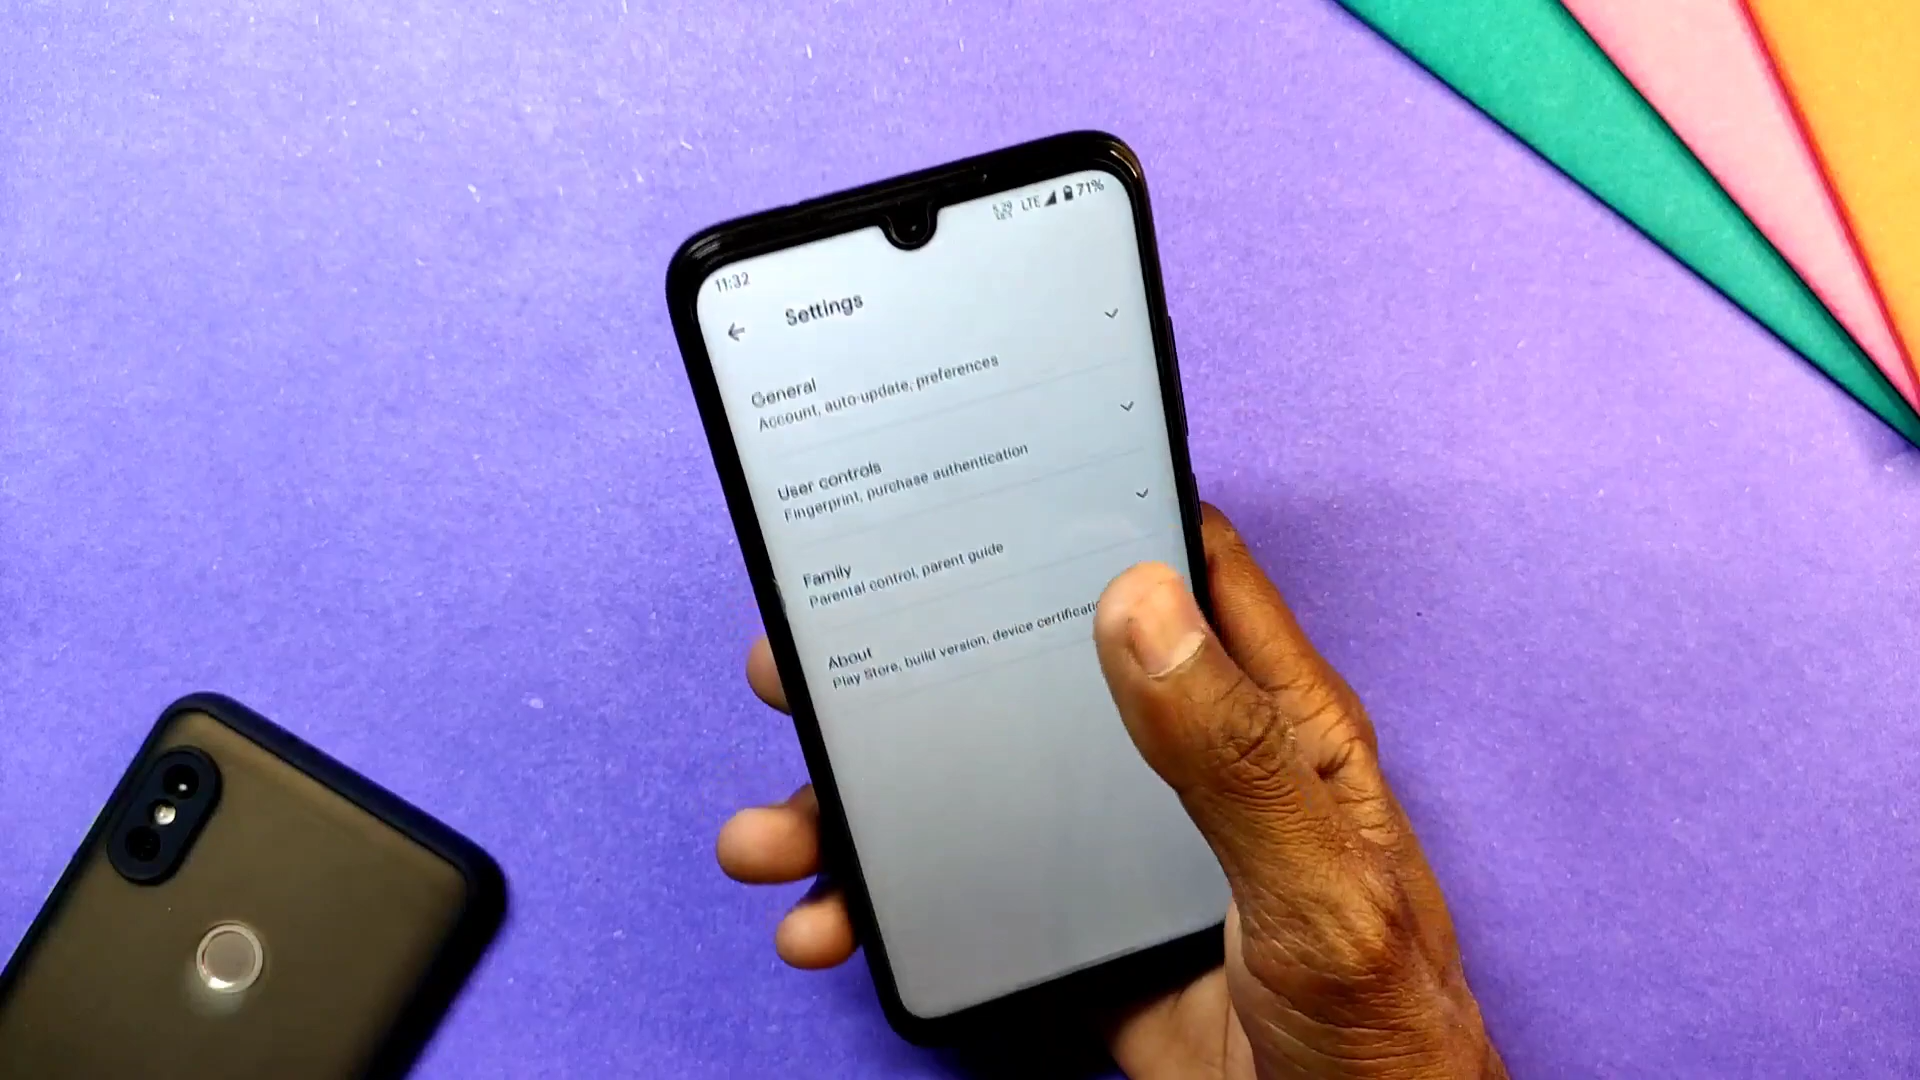 LTE 71%
11:32
Settings
General
Account, auto-update, preferences
User controls
Fingerprint, purchase authentication
Family
Parental control, parent guide
About
Play Store, build version, device